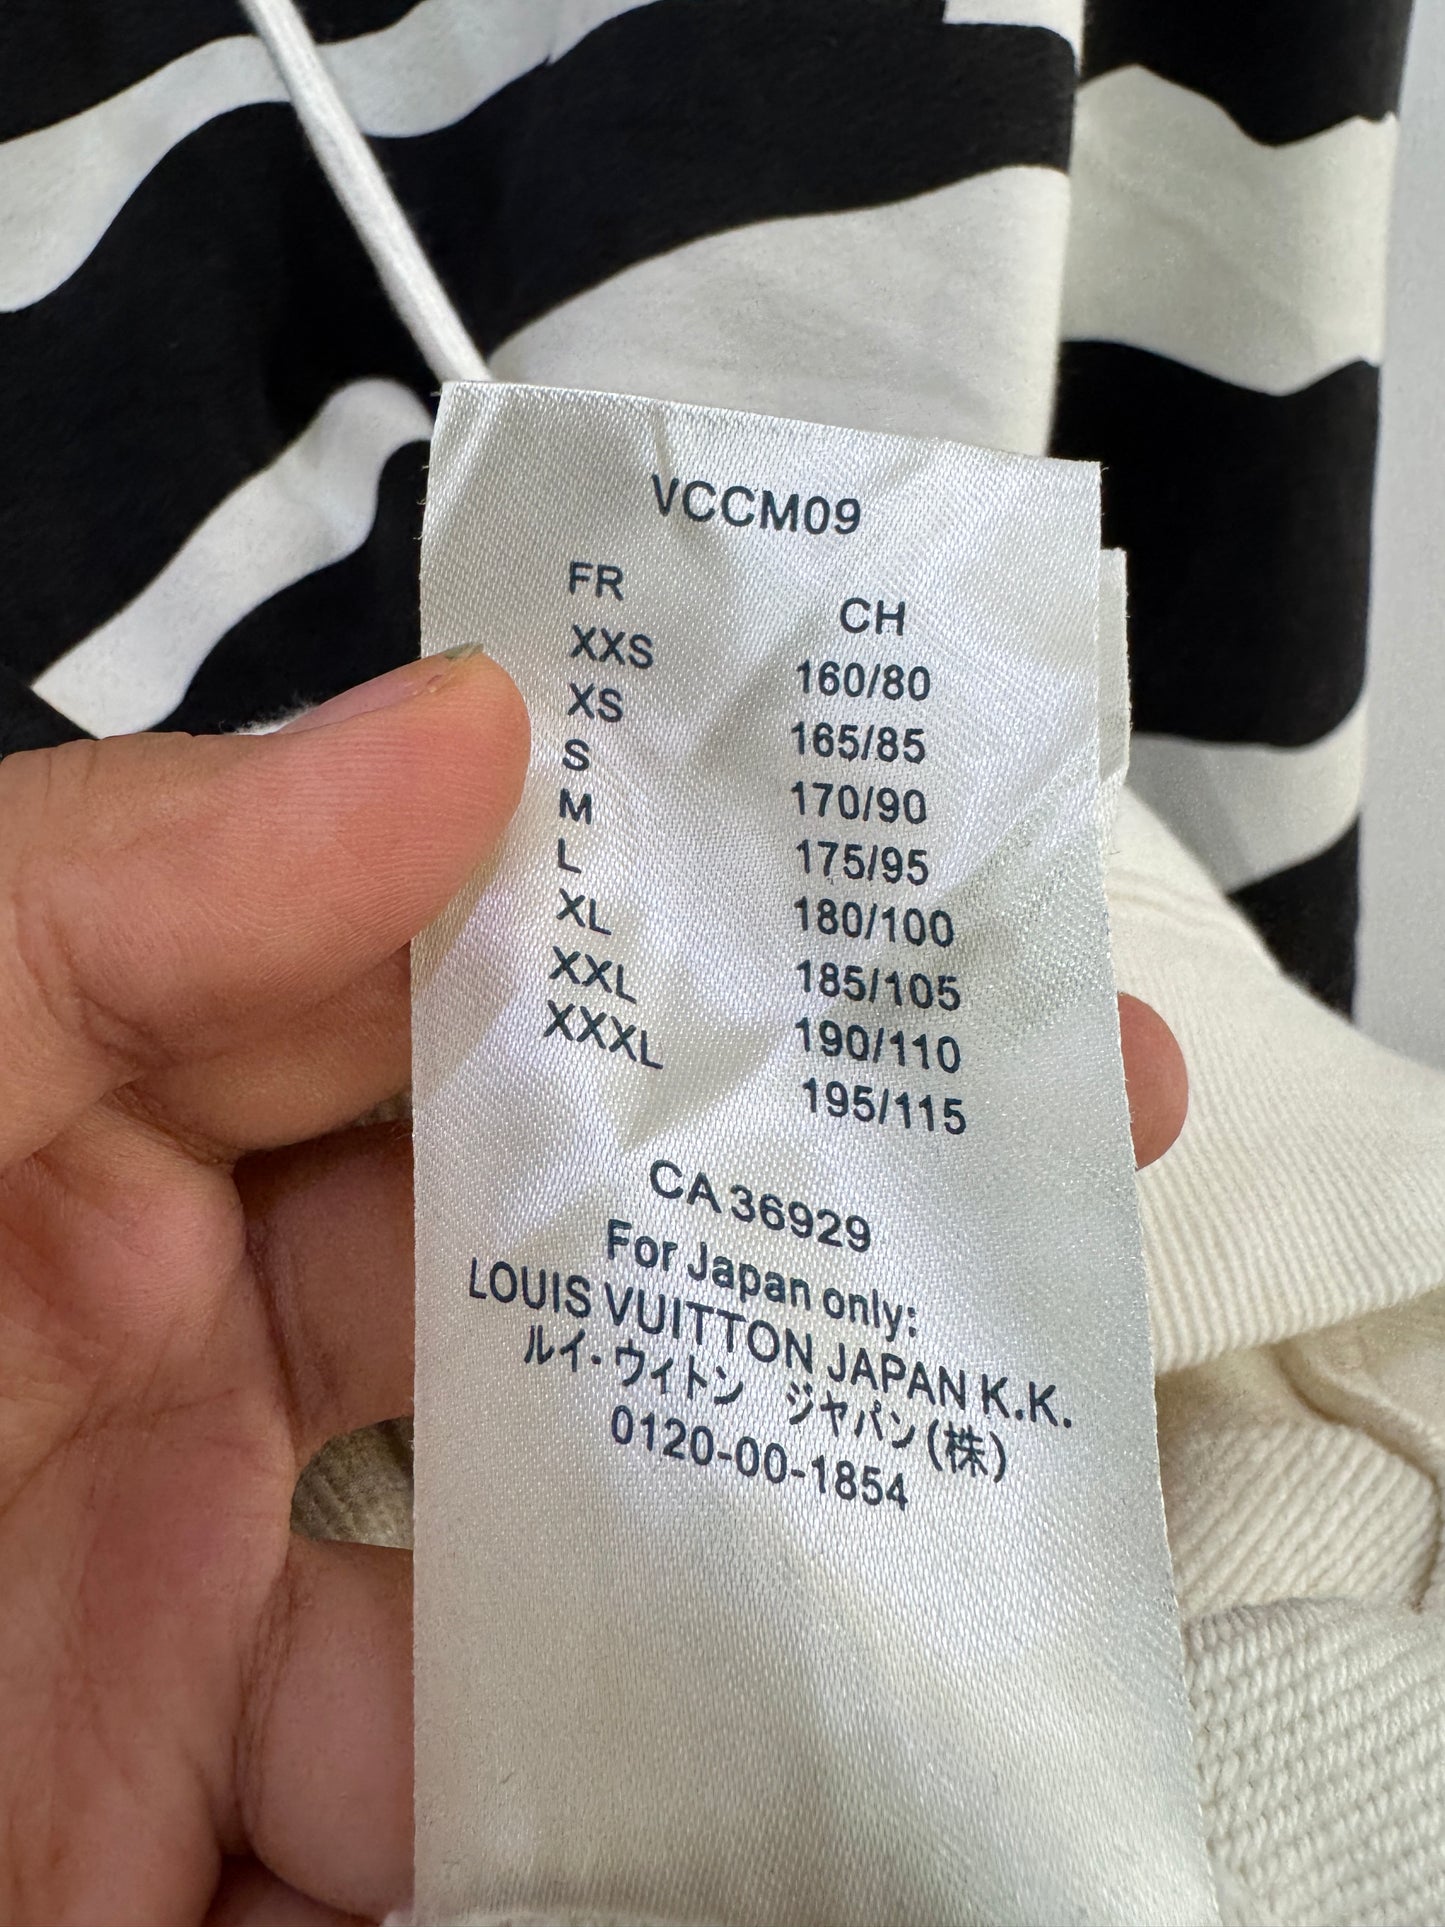 VCCM09
FR CH
XXS 160/80
XS 165/85
S 170/90
M 175/95
L 180/100
XL 185/105
XXL 190/110
XXXL 195/115
CA 36929
For Japan only:
LOUIS VUITTON JAPAN K.K.
ルイ・ウイトン ジャパン(株)
0120-00-1854